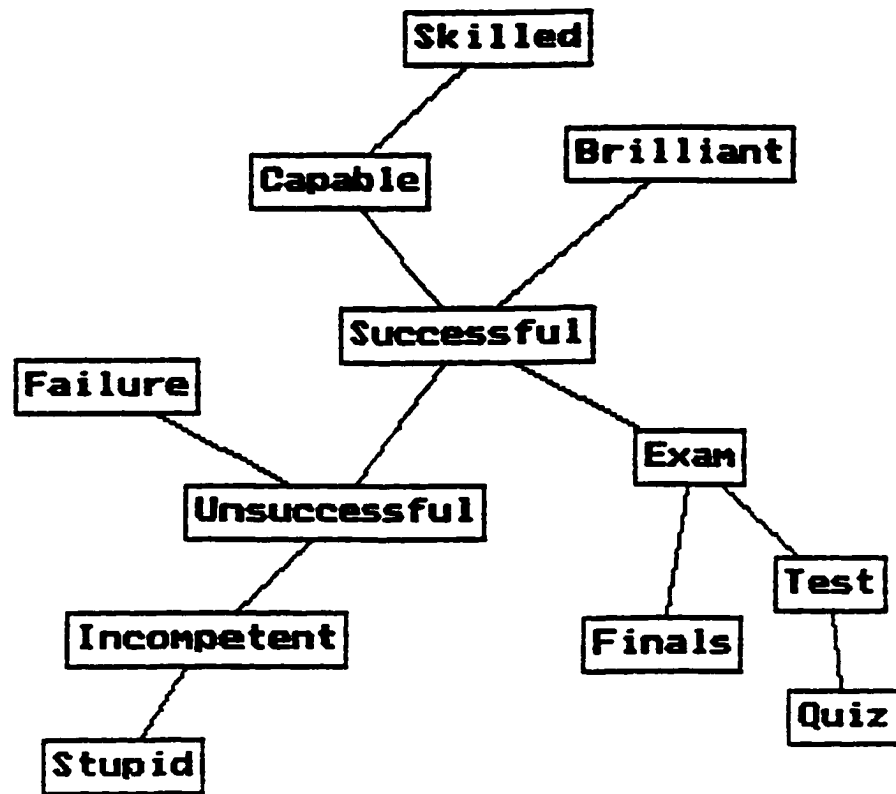 Skilled
Brilliant
Capable
Successful
Failure
Exam
Unsuccessful
Test
Incompetent
Finals
Quiz
Stupid